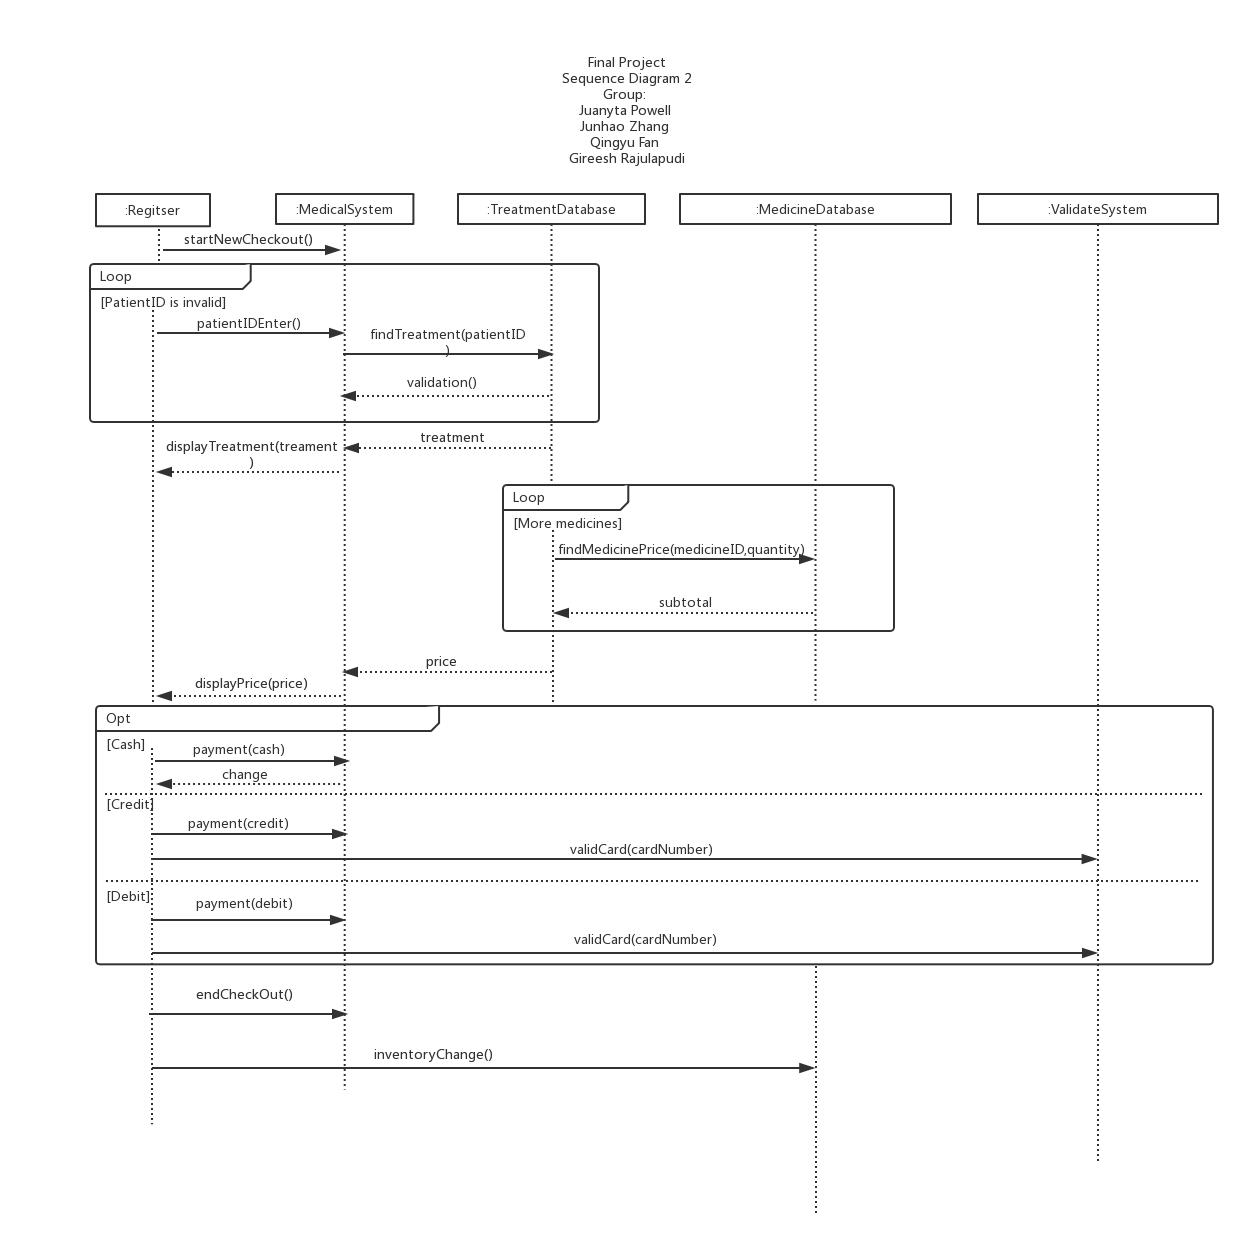 Final Project
Sequence Diagram 2
Group:
Juanyta Powell
Junhao Zhang
Qingyu Fan
Gireesh Rajulapudi
:Regitser
:MedicalSystem
:TreatmentDatabase
:MedicineDatabase
:ValidateSystem
startNewCheckout()
Loop
[PatientID is invalid]
patientIDEnter()
findTreatment(patientID
)
validation()
treatment
displayTreatment(treament
)
Loop
[More medicines]
findMedicinePrice(medicineID,quantity)
subtotal
price
displayPrice(price)
Opt
[Cash]
payment(cash)
change
[Credit]
payment(credit)
validCard(cardNumber)
[Debit]
payment(debit)
validCard(cardNumber)
endCheckOut()
inventoryChange()